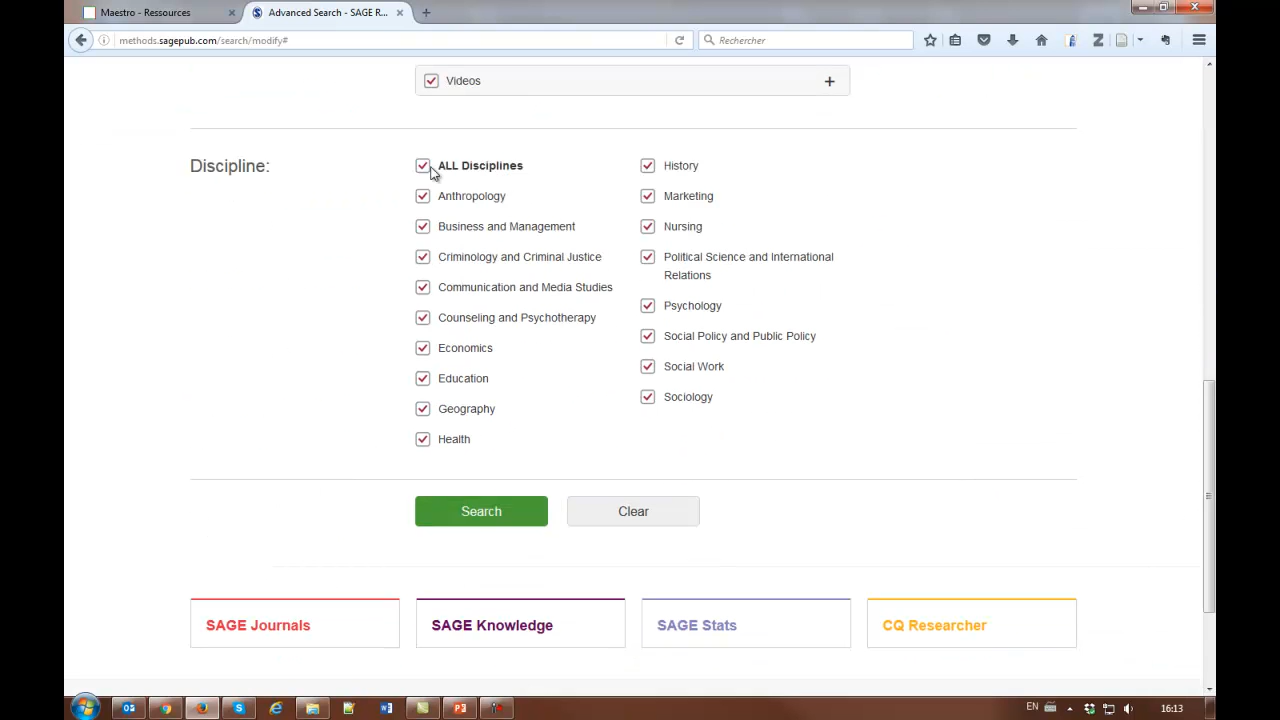 Maestro - Ressources
Advanced Search - SAGE R...
methods.sagepub.com/search/modify#
Rechercher
Videos
Discipline:
ALL Disciplines
Anthropology
Business and Management
Criminology and Criminal Justice
Communication and Media Studies
Counseling and Psychotherapy
Economics
Education
Geography
Health
History
Marketing
Nursing
Political Science and International
Relations
Psychology
Social Policy and Public Policy
Social Work
Sociology
Search
Clear
SAGE Journals
SAGE Knowledge
SAGE Stats
CQ Researcher
EN
16:13